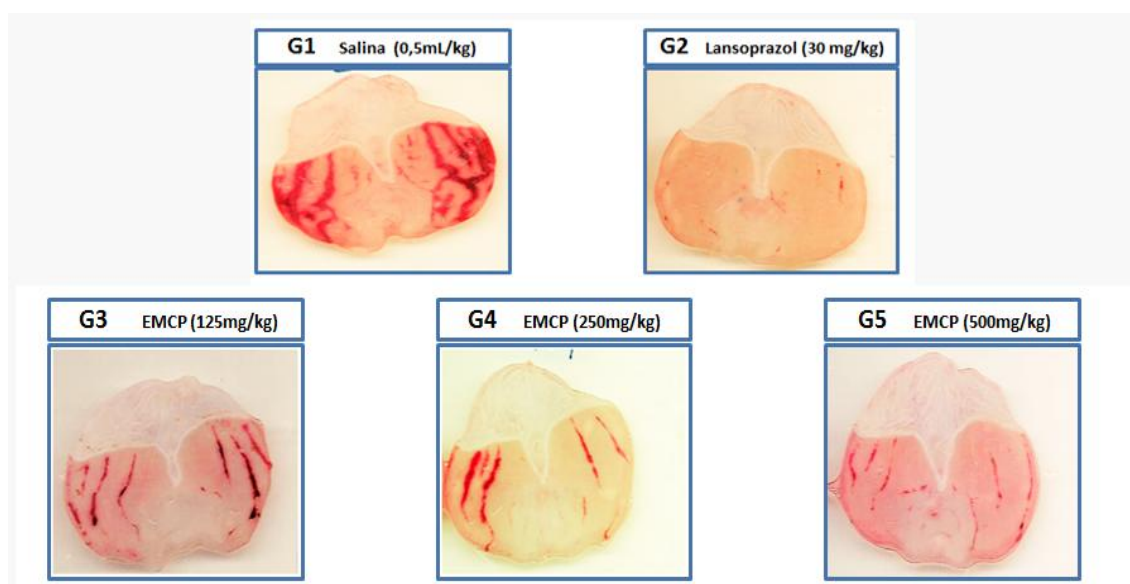 G1 Salina (0,5mL/kg)
G2 Lansoprazol (30 mg/kg)
G3 EMCP (125mg/kg)
G4 EMCP (250mg/kg)
G5 EMCP (500mg/kg)